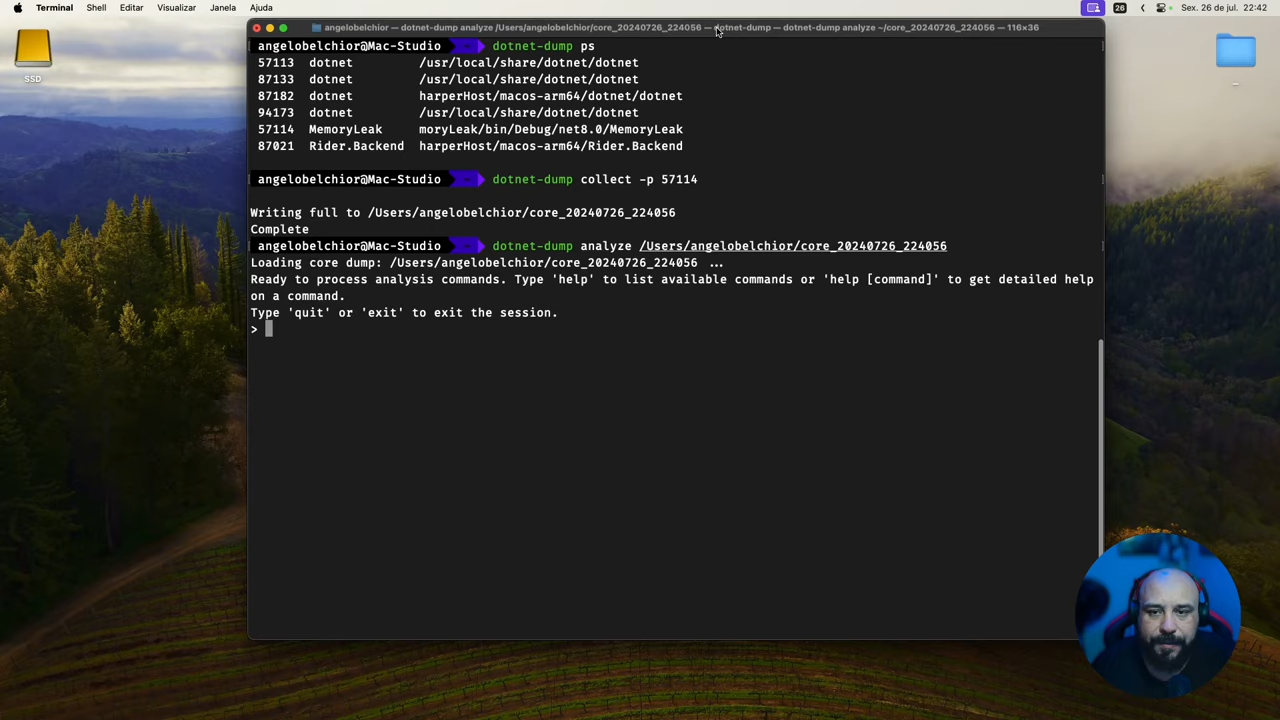 Terminal Shell Editar Visualizar Janela Ajuda 26 Sex. 26 de jul. 22:42
angelobelchior — dotnet-dump analyze /Users/angelobelchior/core_20240726_224056 — dotnet-dump — dotnet-dump analyze ~/core_20240726_224056 — 116×36
angelobelchior@Mac-Studio ~ dotnet-dump ps
57113 dotnet /usr/local/share/dotnet/dotnet
87133 dotnet /usr/local/share/dotnet/dotnet
87182 dotnet harperHost/macos-arm64/dotnet/dotnet
94173 dotnet /usr/local/share/dotnet/dotnet
57114 MemoryLeak moryLeak/bin/Debug/net8.0/MemoryLeak
87021 Rider.Backend harperHost/macos-arm64/Rider.Backend
angelobelchior@Mac-Studio ~ dotnet-dump collect -p 57114
Writing full to /Users/angelobelchior/core_20240726_224056
Complete
angelobelchior@Mac-Studio ~ dotnet-dump analyze /Users/angelobelchior/core_20240726_224056
Loading core dump: /Users/angelobelchior/core_20240726_224056 ...
Ready to process analysis commands. Type 'help' to list available commands or 'help [command]' to get detailed help
on a command.
Type 'quit' or 'exit' to exit the session.
>
SSD